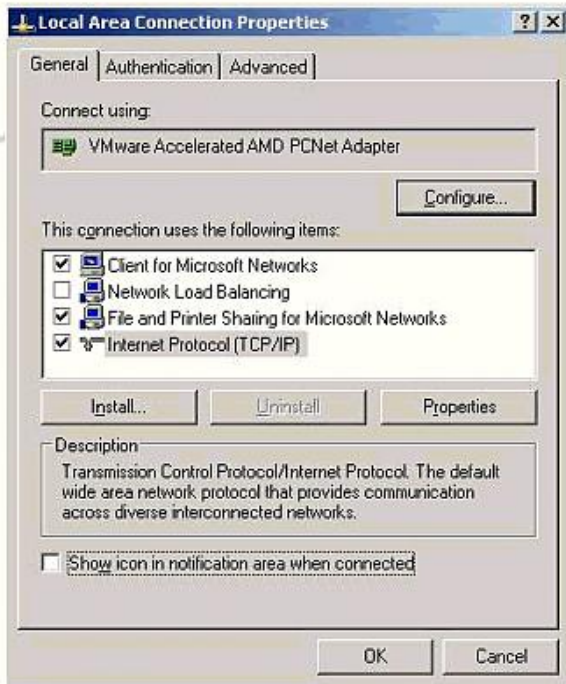 Local Area Connection Properties
General Authentication Advanced
Connect using:
VMware Accelerated AMD PCNet Adapter
Configure...
This connection uses the following items:
Client for Microsoft Networks
Network Load Balancing
File and Printer Sharing for Microsoft Networks
Internet Protocol (TCP/IP)
Install... Uninstall Properties
Description
Transmission Control Protocol/Internet Protocol. The default
wide area network protocol that provides communication
across diverse interconnected networks.
Show icon in notification area when connected
OK Cancel